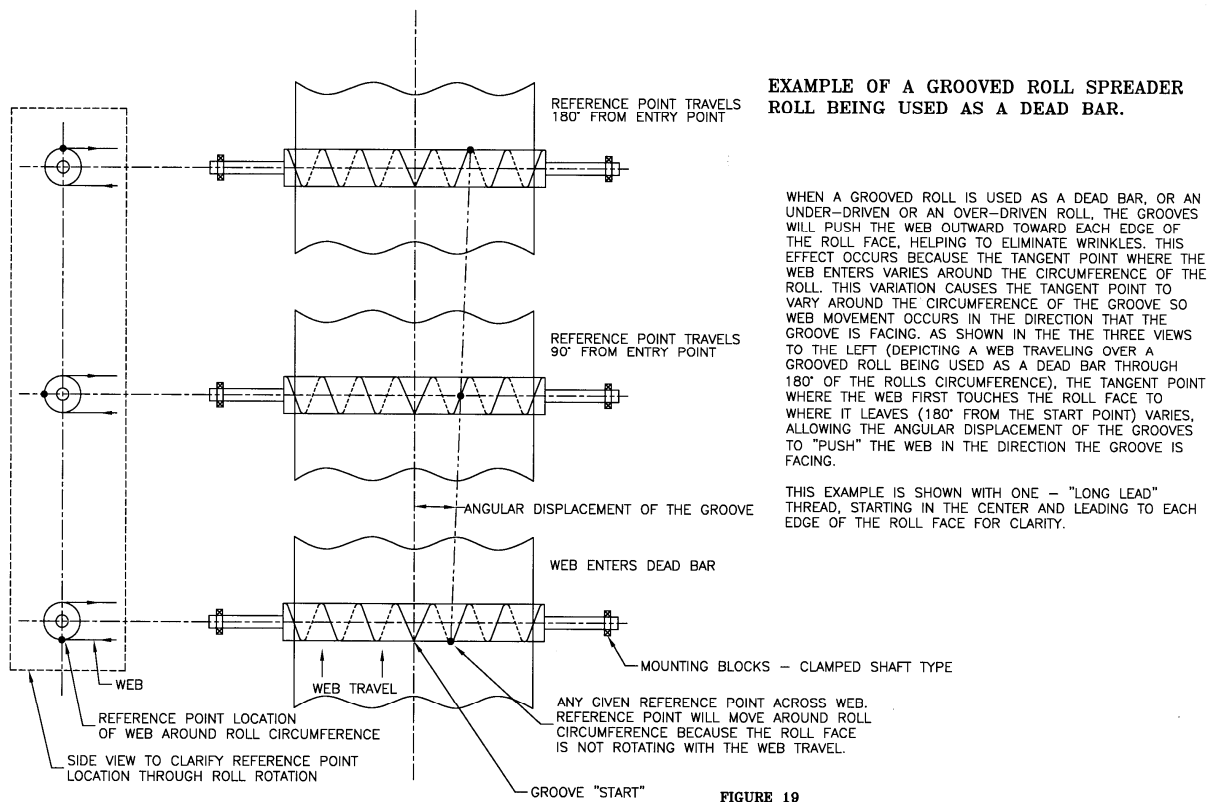 EXAMPLE OF A GROOVED ROLL SPREADER
ROLL BEING USED AS A DEAD BAR.
REFERENCE POINT TRAVELS
180° FROM ENTRY POINT
WHEN A GROOVED ROLL IS USED AS A DEAD BAR, OR AN
UNDER-DRIVEN OR AN OVER-DRIVEN ROLL, THE GROOVES
WILL PUSH THE WEB OUTWARD TOWARD EACH EDGE OF
THE ROLL FACE, HELPING TO ELIMINATE WRINKLES. THIS
EFFECT OCCURS BECAUSE THE TANGENT POINT WHERE THE
WEB ENTERS VARIES AROUND THE CIRCUMFERENCE OF THE
ROLL. THIS VARIATION CAUSES THE TANGENT POINT TO
VARY AROUND THE CIRCUMFERENCE OF THE GROOVE SO
WEB MOVEMENT OCCURS IN THE DIRECTION THAT THE
GROOVE IS FACING. AS SHOWN IN THE THE THREE VIEWS
TO THE LEFT (DEPICTING A WEB TRAVELING OVER A
GROOVED ROLL BEING USED AS A DEAD BAR THROUGH
180° OF THE ROLLS CIRCUMFERENCE), THE TANGENT POINT
WHERE THE WEB FIRST TOUCHES THE ROLL FACE TO
WHERE IT LEAVES (180° FROM THE START POINT) VARIES,
ALLOWING THE ANGULAR DISPLACEMENT OF THE GROOVES
TO "PUSH" THE WEB IN THE DIRECTION THE GROOVE IS
FACING.
THIS EXAMPLE IS SHOWN WITH ONE - "LONG LEAD"
THREAD, STARTING IN THE CENTER AND LEADING TO EACH
EDGE OF THE ROLL FACE FOR CLARITY.
REFERENCE POINT TRAVELS
90° FROM ENTRY POINT
ANGULAR DISPLACEMENT OF THE GROOVE
WEB ENTERS DEAD BAR
MOUNTING BLOCKS - CLAMPED SHAFT TYPE
WEB
WEB TRAVEL
ANY GIVEN REFERENCE POINT ACROSS WEB.
REFERENCE POINT WILL MOVE AROUND ROLL
CIRCUMFERENCE BECAUSE THE ROLL FACE
IS NOT ROTATING WITH THE WEB TRAVEL.
REFERENCE POINT LOCATION
OF WEB AROUND ROLL CIRCUMFERENCE
SIDE VIEW TO CLARIFY REFERENCE POINT
LOCATION THROUGH ROLL ROTATION
GROOVE "START"
FIGURE 19